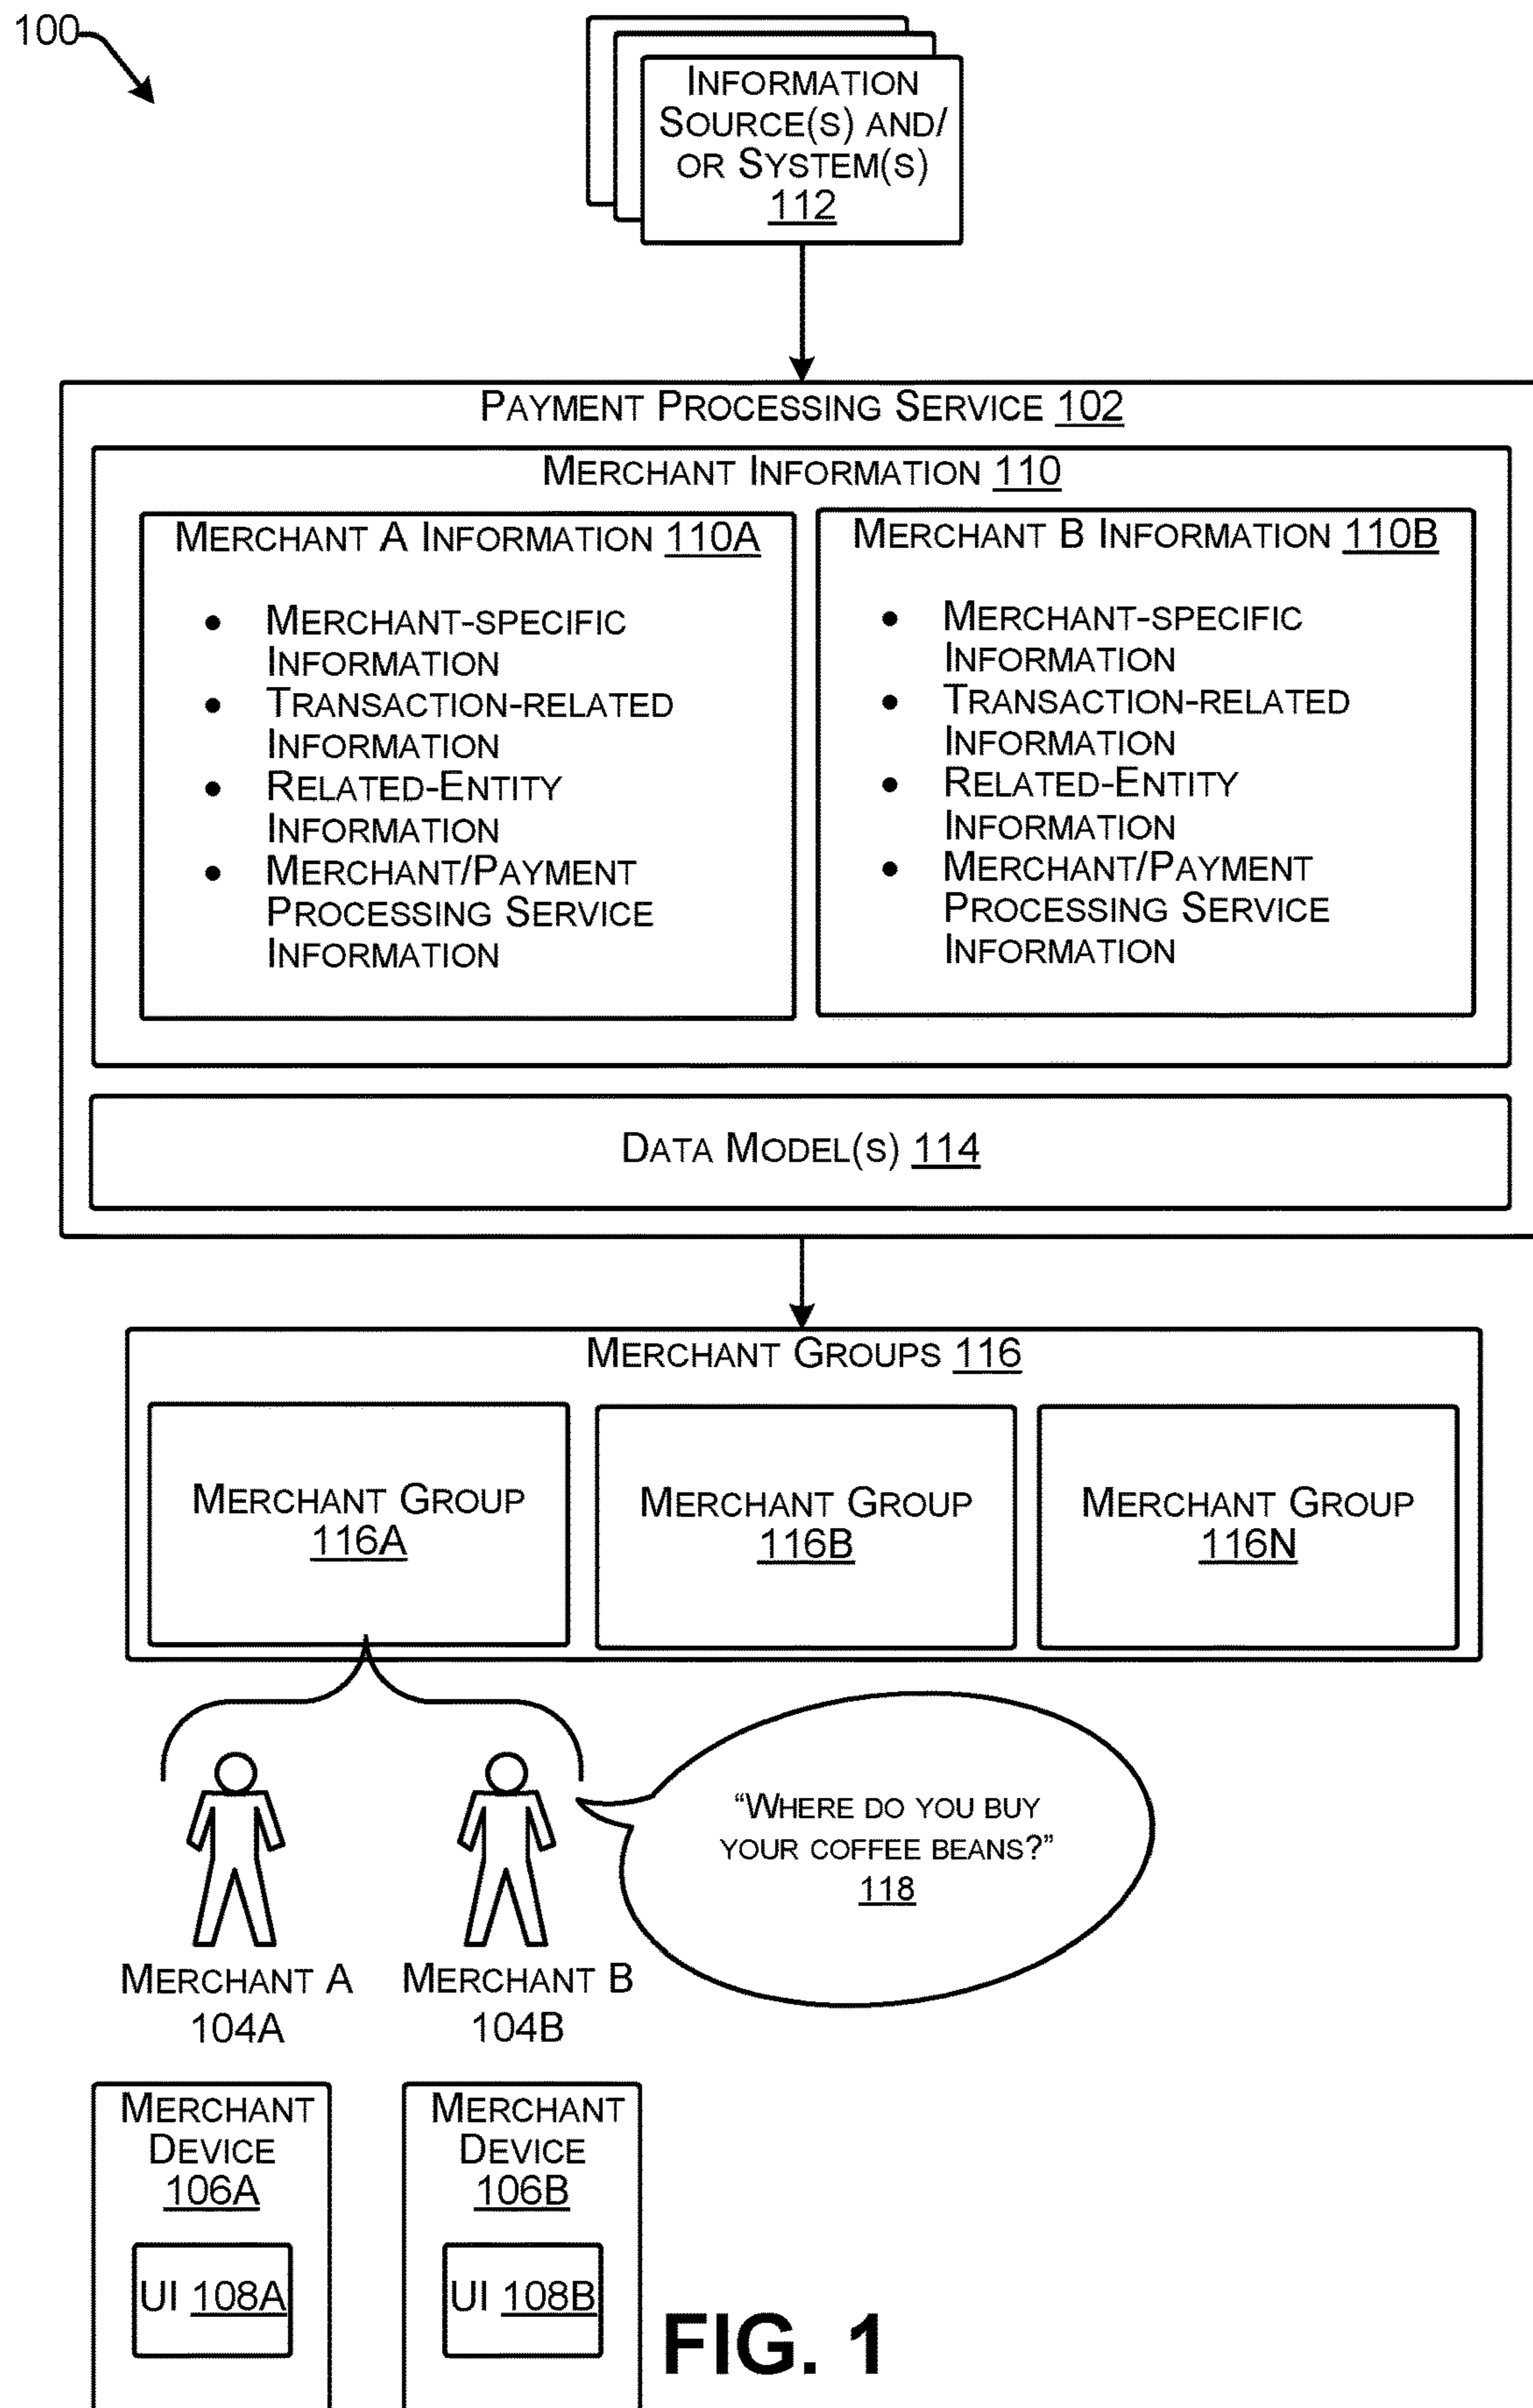 100
INFORMATION
SOURCE(S) AND/
OR SYSTEM(S)
112
PAYMENT PROCESSING SERVICE 102
MERCHANT INFORMATION 110
MERCHANT A INFORMATION 110A
• MERCHANT-SPECIFIC
INFORMATION
• TRANSACTION-RELATED
INFORMATION
• RELATED-ENTITY
INFORMATION
• MERCHANT/PAYMENT
PROCESSING SERVICE
INFORMATION
MERCHANT B INFORMATION 110B
• MERCHANT-SPECIFIC
INFORMATION
• TRANSACTION-RELATED
INFORMATION
• RELATED-ENTITY
INFORMATION
• MERCHANT/PAYMENT
PROCESSING SERVICE
INFORMATION
DATA MODEL(S) 114
MERCHANT GROUPS 116
MERCHANT GROUP
116A
MERCHANT GROUP
116B
MERCHANT GROUP
116N
“WHERE DO YOU BUY
YOUR COFFEE BEANS?”
118
MERCHANT A
104A
MERCHANT B
104B
MERCHANT
DEVICE
106A
UI 108A
MERCHANT
DEVICE
106B
UI 108B
FIG. 1